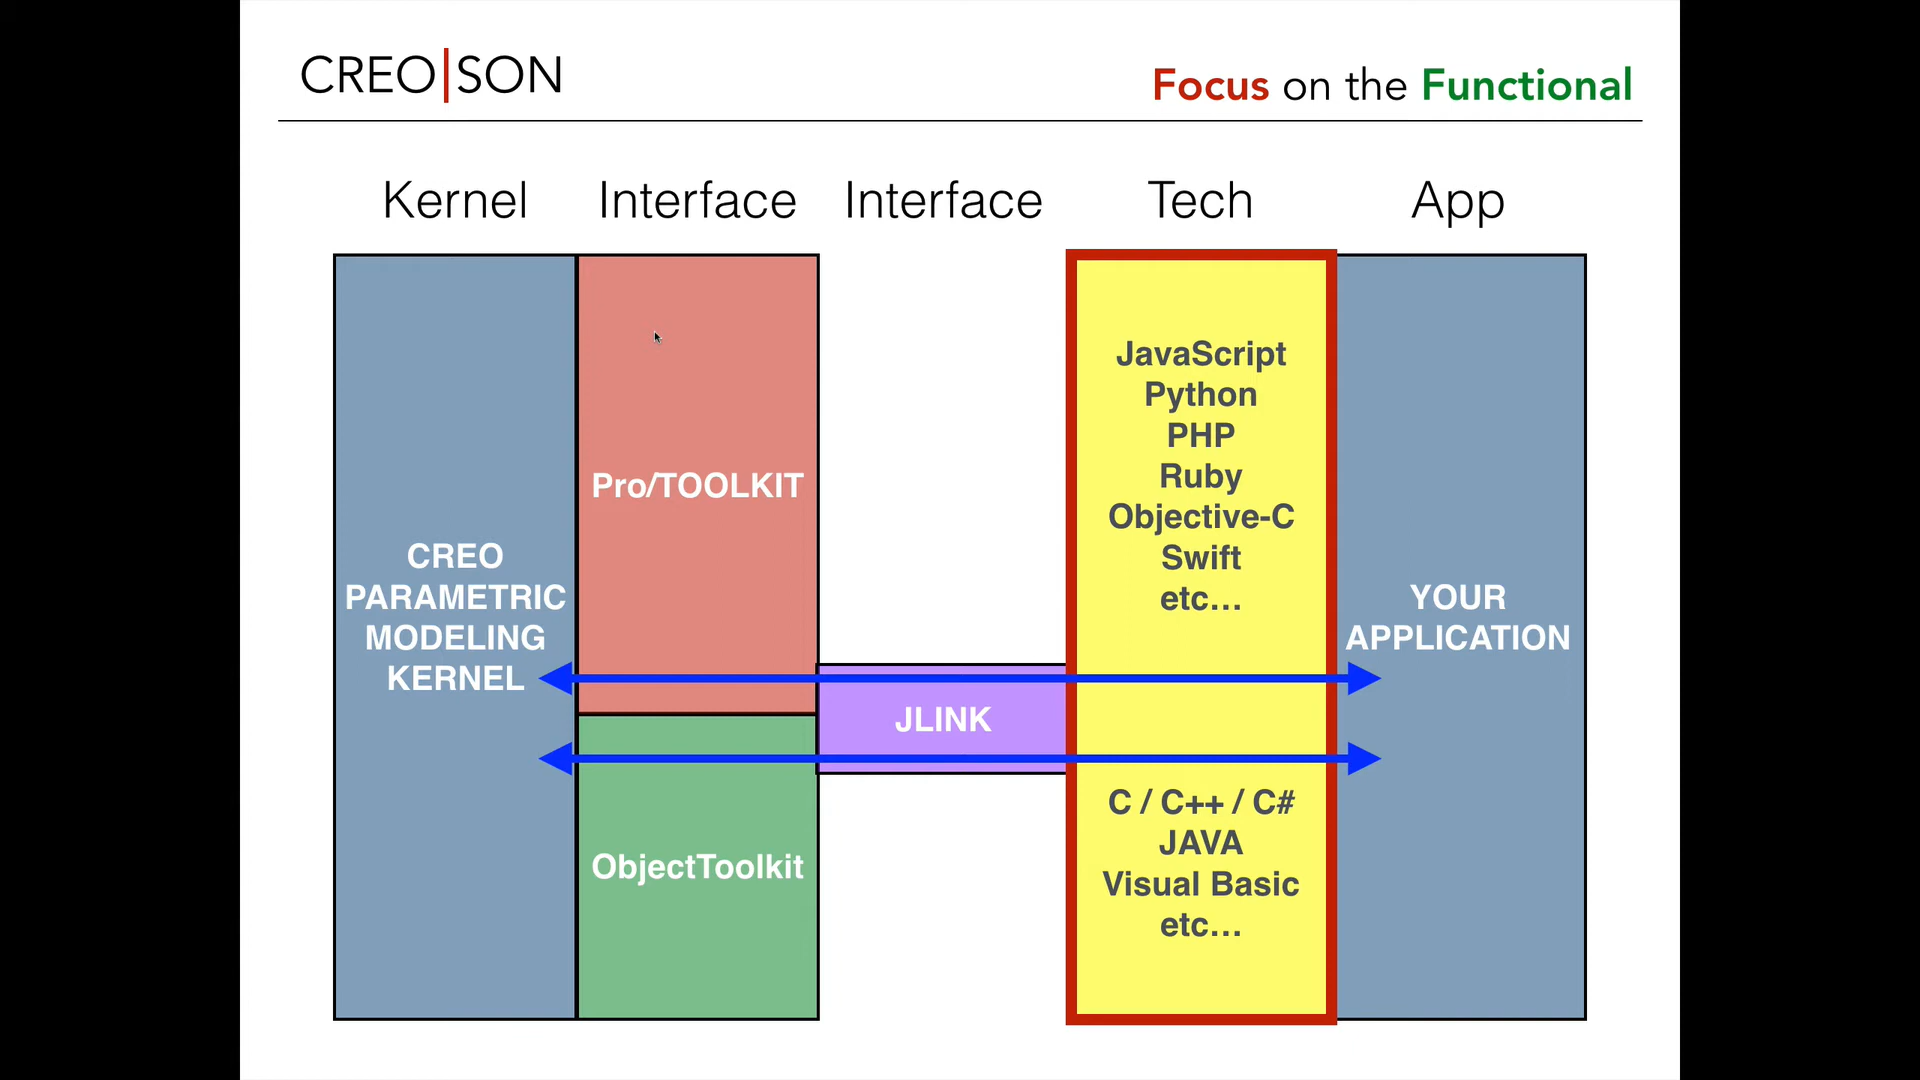 CREO|SON
Focus on the Functional
Kernel
Interface
Interface
Tech
App
CREO
PARAMETRIC
MODELING
KERNEL
Pro/TOOLKIT
ObjectToolkit
JLINK
JavaScript
Python
PHP
Ruby
Objective-C
Swift
etc…
C / C++ / C#
JAVA
Visual Basic
etc…
YOUR
APPLICATION